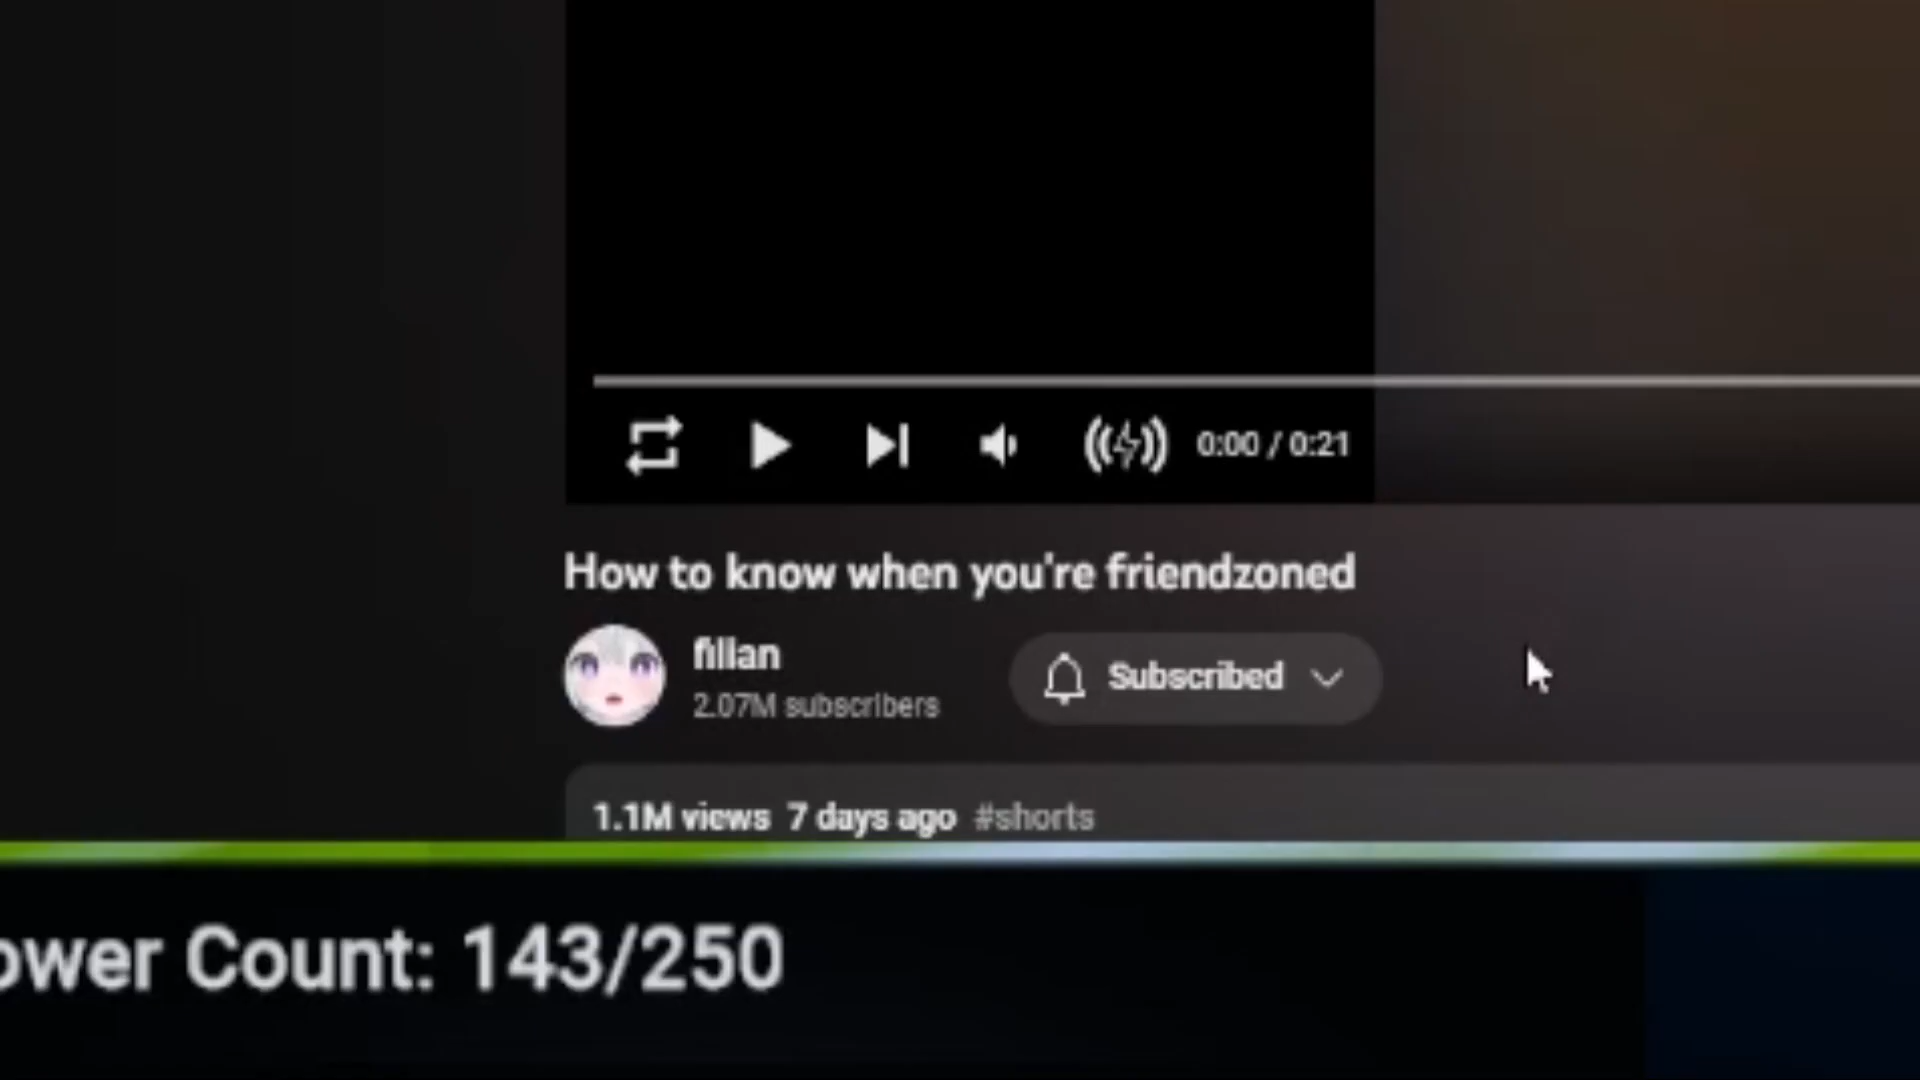 0:00 / 0:21
How to know when you're friendzoned
filian
2.07M subscribers
Subscribed
1.1M views 7 days ago #shorts
ower Count: 143/250